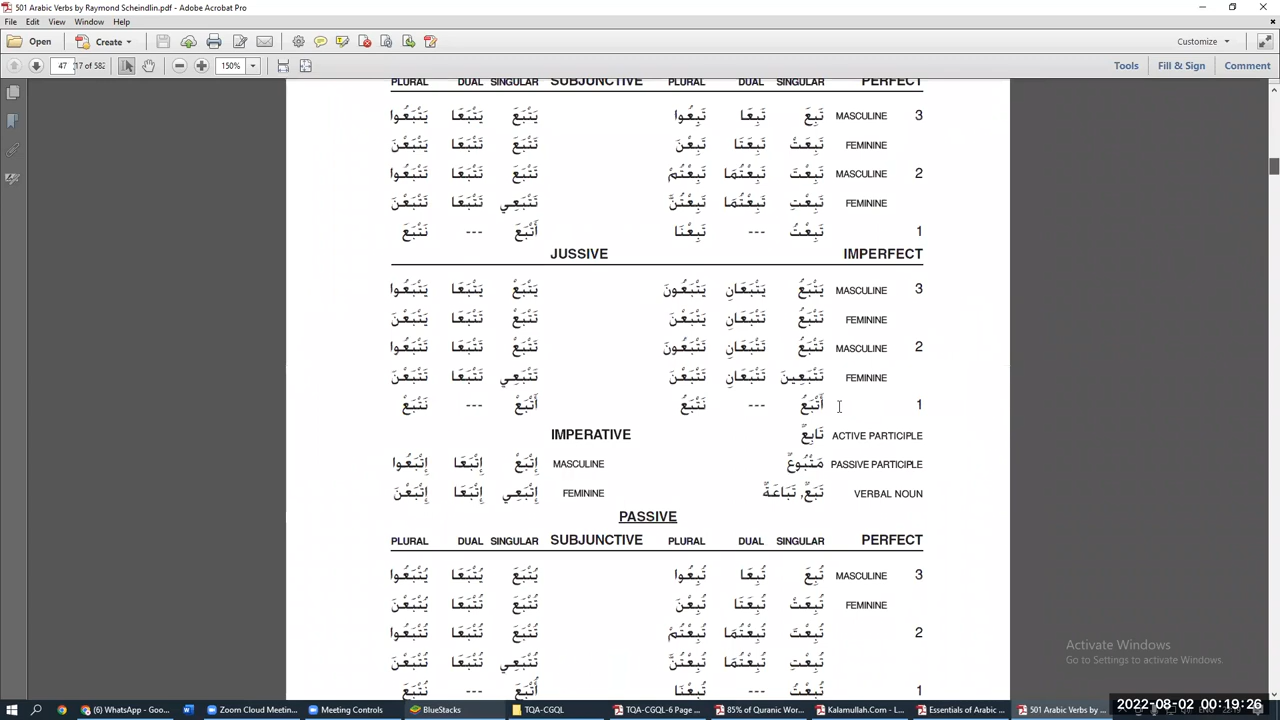 501 Arabic Verbs by Raymond Scheindlin.pdf - Adobe Acrobat Pro
File Edit View Window Help
Open Create Customize
47 (17 of 582 150% Tools Fill & Sign Comment
PLURAL DUAL SINGULAR SUBJUNCTIVE PLURAL DUAL SINGULAR PERFECT
3 MASCULINE تَبِعَ تَبِعَا تَبِعُوا يَتْبَعَ يَتْبَعَا يَتْبَعُوا
FEMININE تَبِعَتْ تَبِعَتَا تَبِعْنَ تَتْبَعَ تَتْبَعَا يَتْبَعْنَ
2 MASCULINE تَبِعْتَ تَبِعْتُمَا تَبِعْتُمْ تَتْبَعَ تَتْبَعَا تَتْبَعُوا
FEMININE تَبِعْتِ تَبِعْتُمَا تَبِعْتُنَّ تَتْبَعِي تَتْبَعَا تَتْبَعْنَ
1 تَبِعْتُ --- تَبِعْنَا أَتْبَعَ --- نَتْبَعَ
JUSSIVE IMPERFECT
3 MASCULINE يَتْبَعُ يَتْبَعَانِ يَتْبَعُونَ يَتْبَعْ يَتْبَعَا يَتْبَعُوا
FEMININE تَتْبَعُ تَتْبَعَانِ يَتْبَعْنَ تَتْبَعْ تَتْبَعَا يَتْبَعْنَ
2 MASCULINE تَتْبَعُ تَتْبَعَانِ تَتْبَعُونَ تَتْبَعْ تَتْبَعَا تَتْبَعُوا
FEMININE تَتْبَعِينَ تَتْبَعَانِ تَتْبَعْنَ تَتْبَعِي تَتْبَعَا تَتْبَعْنَ
1 أَتْبَعُ --- نَتْبَعُ أَتْبَعْ --- نَتْبَعْ
IMPERATIVE ACTIVE PARTICIPLE تَابِعٌ
MASCULINE إِتْبَعْ إِتْبَعَا إِتْبَعُوا PASSIVE PARTICIPLE مَتْبُوعٌ
FEMININE إِتْبَعِي إِتْبَعَا إِتْبَعْنَ VERBAL NOUN تَبَعٌ, تَبَاعَةٌ
PASSIVE
PLURAL DUAL SINGULAR SUBJUNCTIVE PLURAL DUAL SINGULAR PERFECT
3 MASCULINE تُبِعَ تُبِعَا تُبِعُوا يُتْبَعَ يُتْبَعَا يُتْبَعُوا
FEMININE تُبِعَتْ تُبِعَتَا تُبِعْنَ تُتْبَعَ تُتْبَعَا يُتْبَعْنَ
2 تُبِعْتَ تُبِعْتُمَا تُبِعْتُمْ تُتْبَعَ تُتْبَعَا تُتْبَعُوا
تُبِعْتِ تُبِعْتُمَا تُبِعْتُنَّ تُتْبَعِي تُتْبَعَا تُتْبَعْنَ
1 تُبِعْتُ --- تُبِعْنَا أُتْبَعَ --- نُتْبَعَ
Activate Windows
Go to Settings to activate Windows.
(6) WhatsApp - Goo... Zoom Cloud Meetin... Meeting Controls BlueStacks TQA-CGQL TQA-CGQL-6 Page ... 85% of Quranic Wor... Kalamullah.Com - L... Essentials of Arabic ... 501 Arabic Verbs by...
2022-08-02 00:19:26